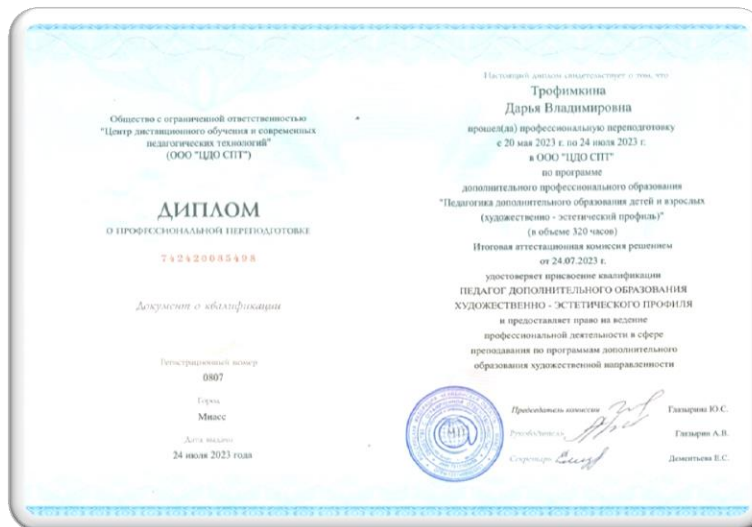 Общество с ограниченной ответственностью
"Центр дистанционного обучения и современных
педагогических технологий"
(ООО "ЦДО СПТ")
ДИПЛОМ
О ПРОФЕССИОНАЛЬНОЙ ПЕРЕПОДГОТОВКЕ
742420035498
Документ о квалификации
Регистрационный номер
0807
Город
Миасс
Дата выдачи
24 июля 2023 года
Настоящий диплом свидетельствует о том, что
Трофимкина
Дарья Владимировна
прошел(да) профессиональную переподготовку
с 20 мая 2023 г. по 24 июля 2023 г.
в ООО "ЦДО СПТ"
по программе
дополнительного профессионального образования
"Педагогика дополнительного образования детей и взрослых
(художественно - эстетический профиль)"
(в объеме 320 часов)
Итоговая аттестационная комиссия решением
от 24.07.2023 г.
удостоверяет присвоение квалификации
ПЕДАГОГ ДОПОЛНИТЕЛЬНОГО ОБРАЗОВАНИЯ
ХУДОЖЕСТВЕННО - ЭСТЕТИЧЕСКОГО ПРОФИЛЯ
и предоставляет право на ведение
профессиональной деятельности в сфере
преподавания по программам дополнительного
образования художественной направленности
Председатель комиссии Глазырина Ю.С.
Руководитель Глазырин А.В.
Секретарь Дементьева Е.С.